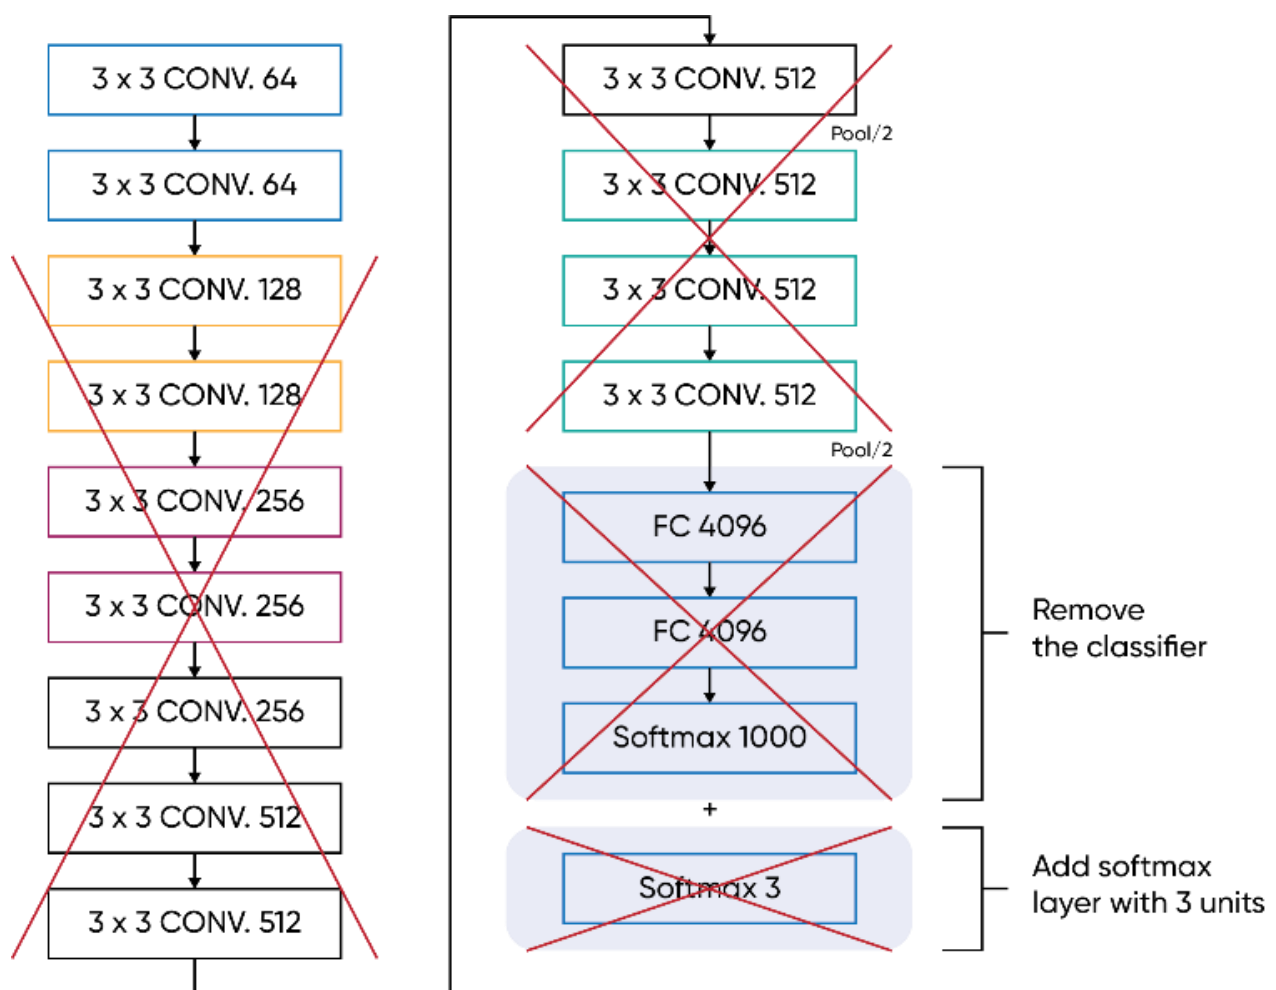 3 x 3 CONV. 64
3 x 3 CONV. 64
3 x 3 CONV. 128
3 x 3 CONV. 128
3 x 3 CONV. 256
3 x 3 CONV. 256
3 x 3 CONV. 256
3 x 3 CONV. 512
3 x 3 CONV. 512
3 x 3 CONV. 512
Pool/2
3 x 3 CONV. 512
3 x 3 CONV. 512
3 x 3 CONV. 512
Pool/2
FC 4096
FC 4096
Softmax 1000
Remove
the classifier
+
Softmax 3
Add softmax
layer with 3 units